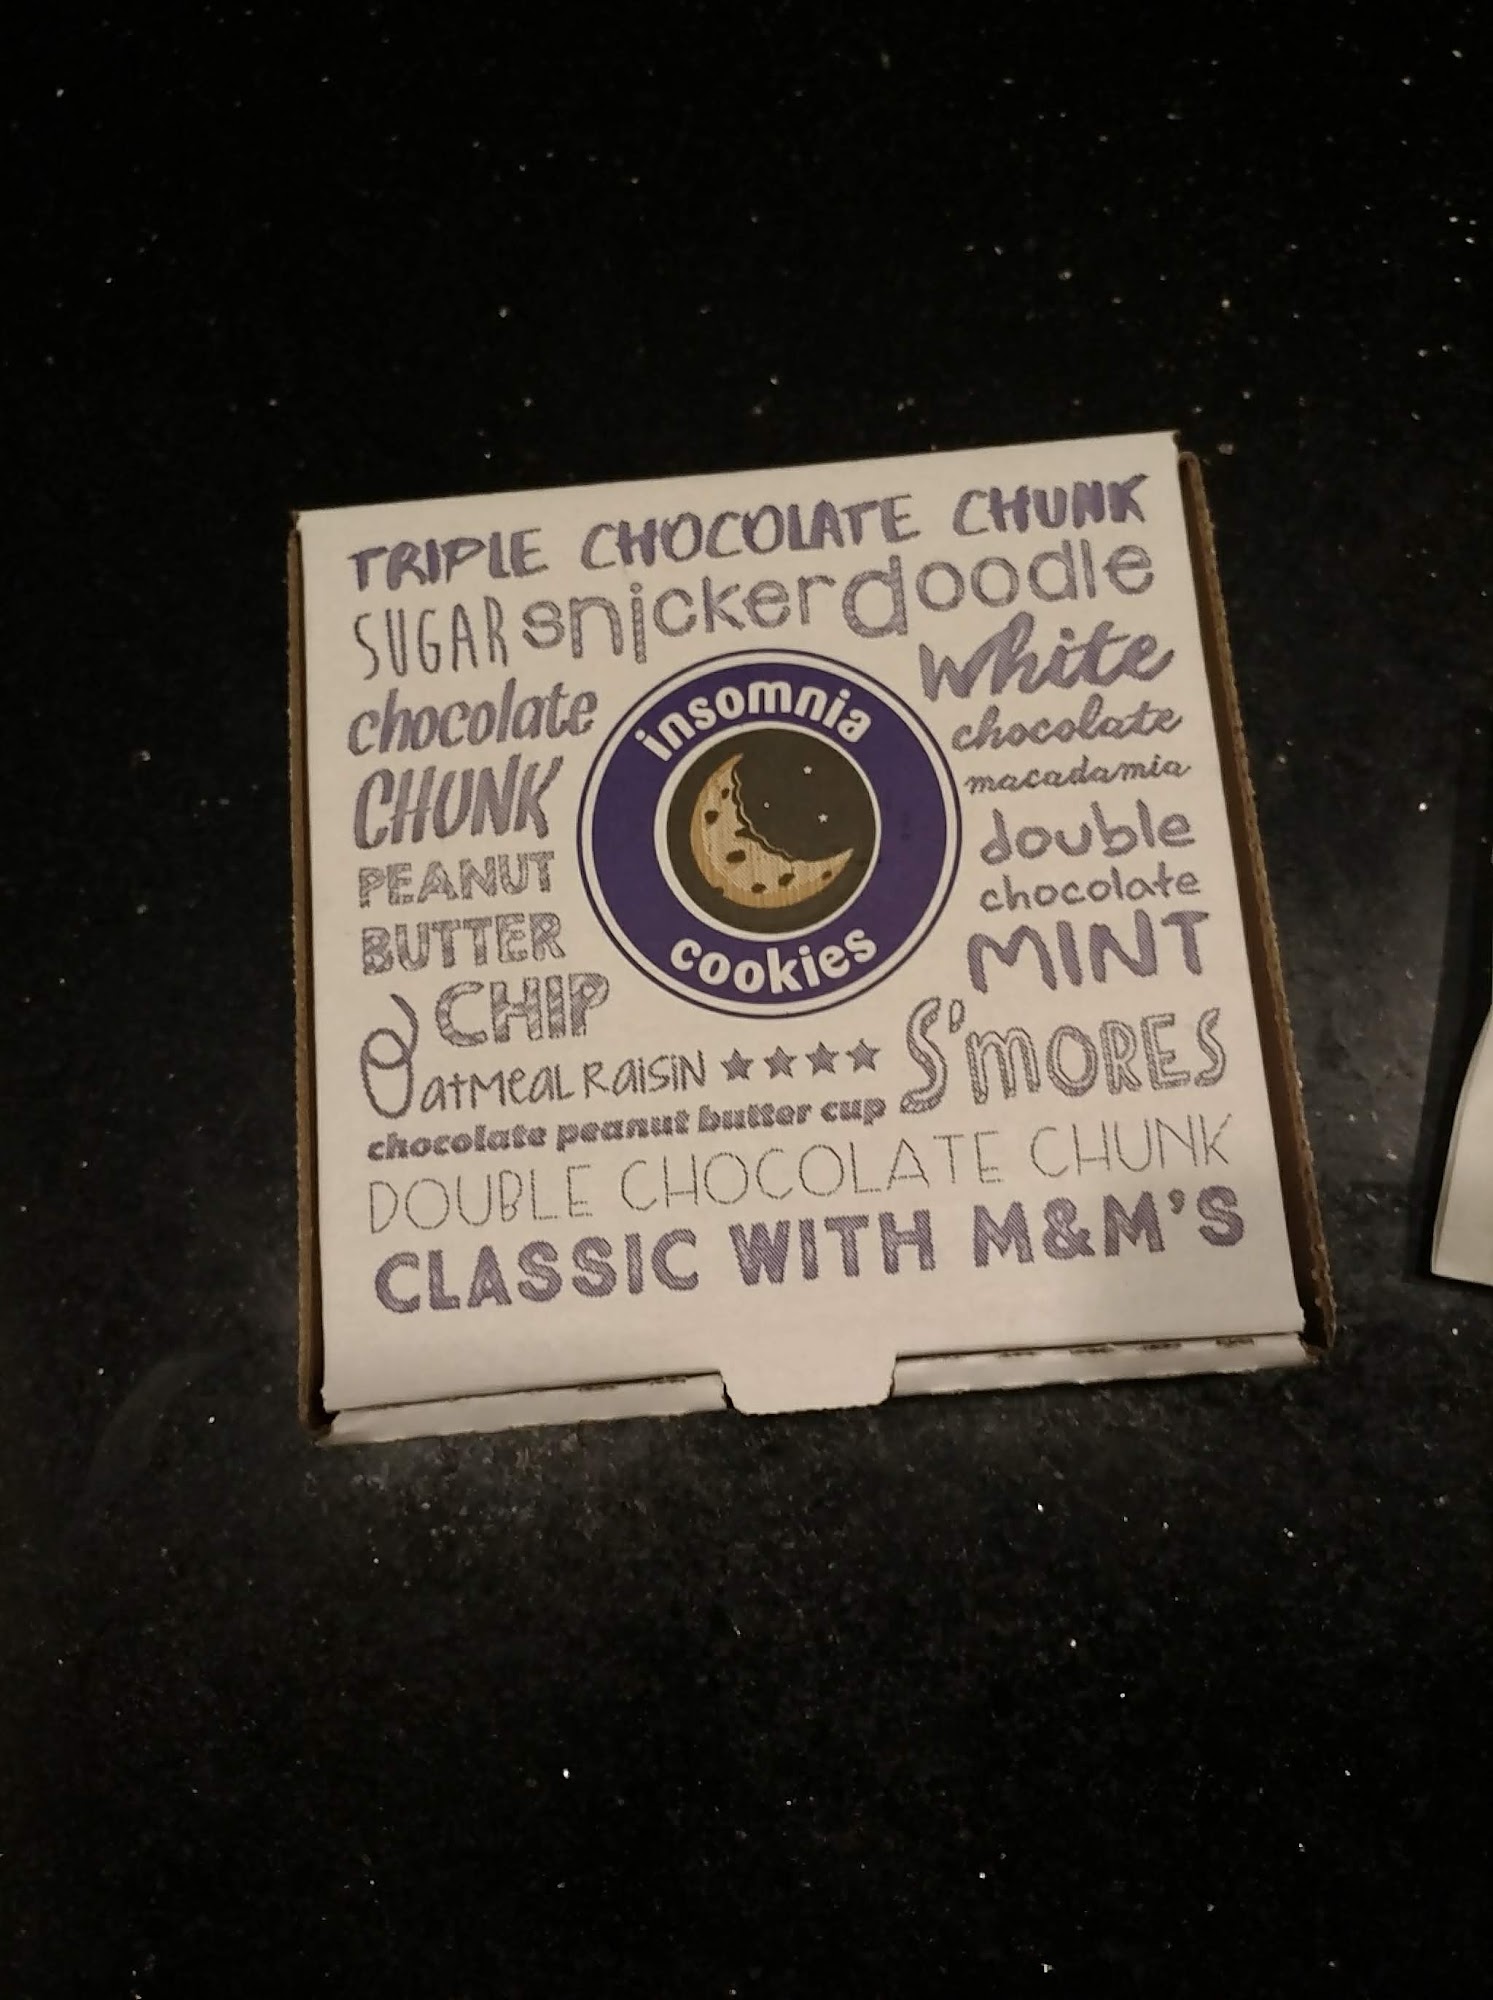 TRIPLE CHOCOLATE CHUNK
SUGAR snickerdoodle
chocolate
CHUNK
PEANUT
BUTTER
CHIP
Oatmeal Raisin
insomnia
cookies
white
chocolate
macadamia
double
chocolate
MINT
S'mORES
chocolate peanut butter cup
DOUBLE CHOCOLATE CHUNK
CLASSIC WITH M&M'S